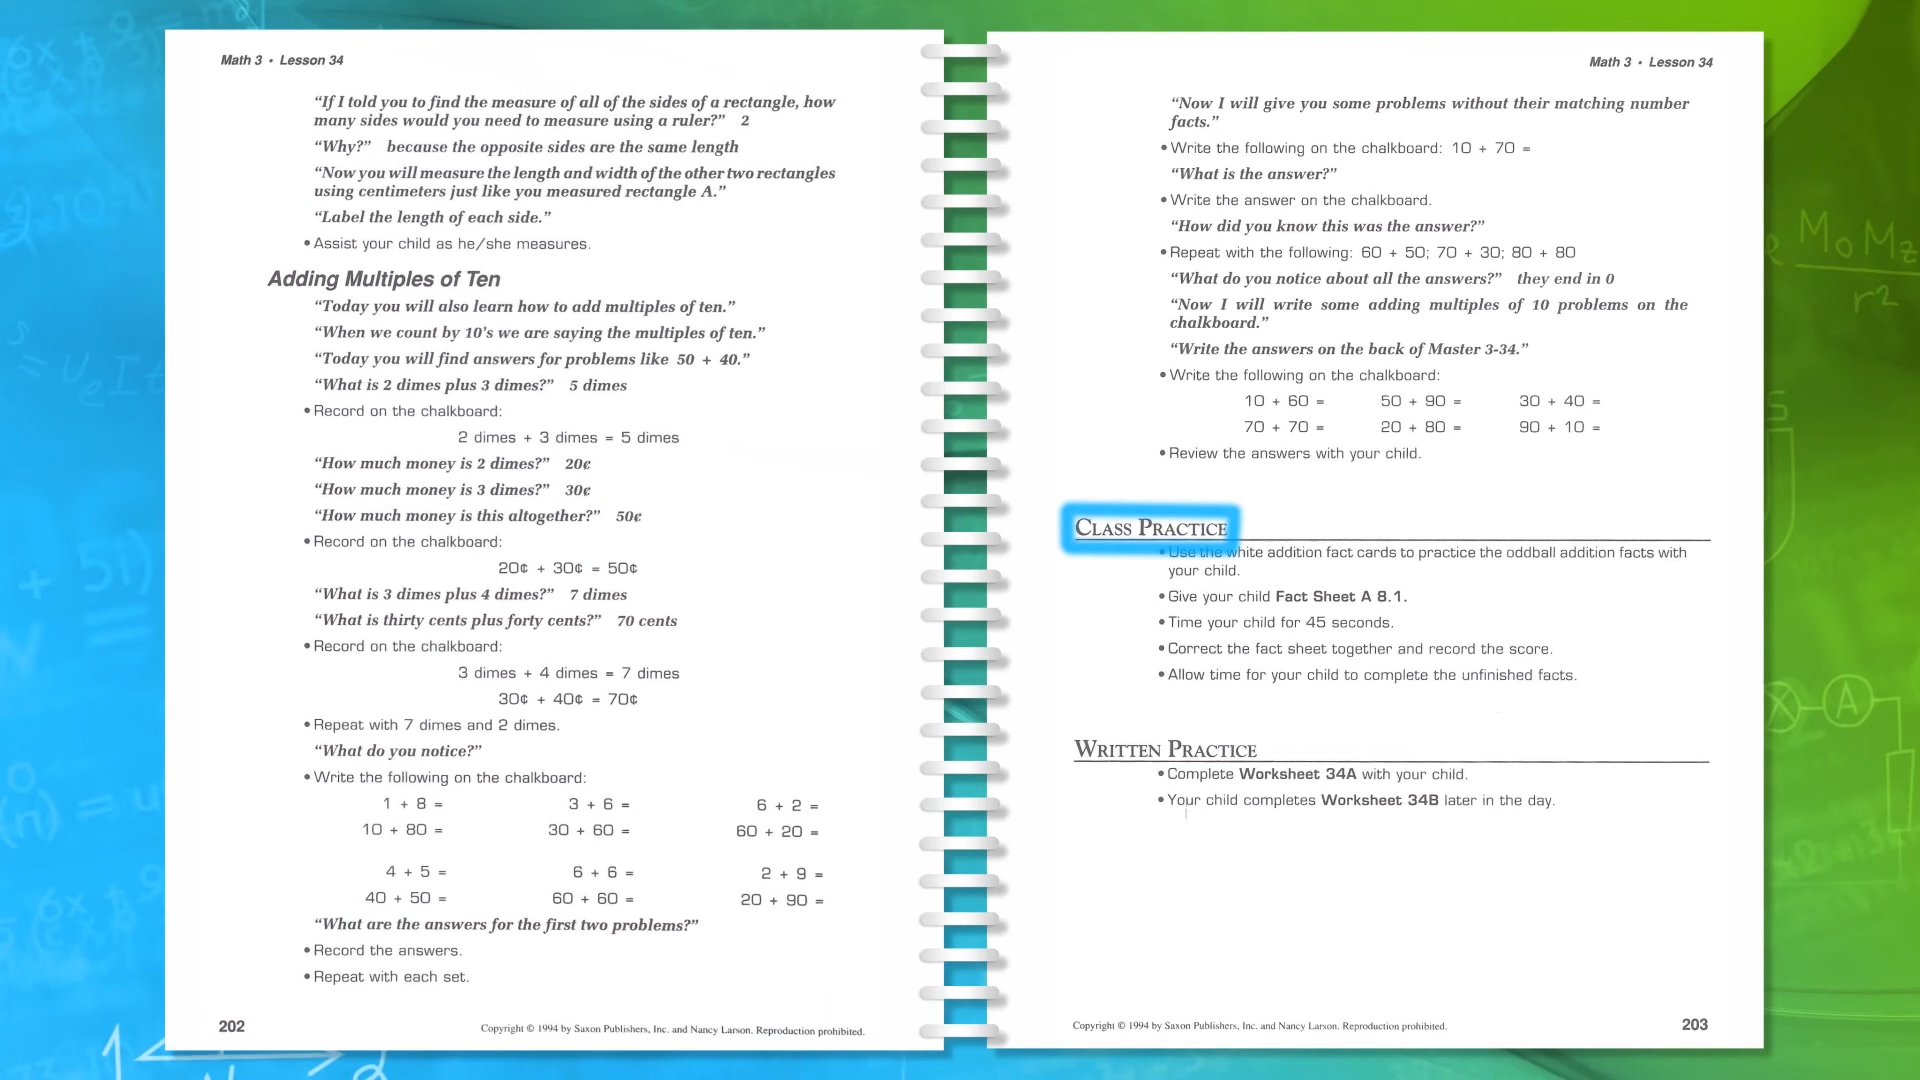 Math 3 • Lesson 34
“If I told you to find the measure of all of the sides of a rectangle, how
many sides would you need to measure using a ruler?” 2
“Why?” because the opposite sides are the same length
“Now you will measure the length and width of the other two rectangles
using centimeters just like you measured rectangle A.”
“Label the length of each side.”
• Assist your child as he/she measures.
Adding Multiples of Ten
“Today you will also learn how to add multiples of ten.”
“When we count by 10's we are saying the multiples of ten.”
“Today you will find answers for problems like 50 + 40.”
“What is 2 dimes plus 3 dimes?” 5 dimes
• Record on the chalkboard:
2 dimes + 3 dimes = 5 dimes
“How much money is 2 dimes?” 20¢
“How much money is 3 dimes?” 30¢
“How much money is this altogether?” 50¢
• Record on the chalkboard:
20¢ + 30¢ = 50¢
“What is 3 dimes plus 4 dimes?” 7 dimes
“What is thirty cents plus forty cents?” 70 cents
• Record on the chalkboard:
3 dimes + 4 dimes = 7 dimes
30¢ + 40¢ = 70¢
• Repeat with 7 dimes and 2 dimes.
“What do you notice?”
• Write the following on the chalkboard:
1 + 8 = 3 + 6 = 6 + 2 =
10 + 80 = 30 + 60 = 60 + 20 =
4 + 5 = 6 + 6 = 2 + 9 =
40 + 50 = 60 + 60 = 20 + 90 =
“What are the answers for the first two problems?”
• Record the answers.
• Repeat with each set.
202
Copyright © 1994 by Saxon Publishers, Inc. and Nancy Larson. Reproduction prohibited.
Math 3 • Lesson 34
“Now I will give you some problems without their matching number
facts.”
• Write the following on the chalkboard: 10 + 70 =
“What is the answer?”
• Write the answer on the chalkboard.
“How did you know this was the answer?”
• Repeat with the following: 60 + 50; 70 + 30; 80 + 80
“What do you notice about all the answers?” they end in 0
“Now I will write some adding multiples of 10 problems on the
chalkboard.”
“Write the answers on the back of Master 3-34.”
• Write the following on the chalkboard:
10 + 60 = 50 + 90 = 30 + 40 =
70 + 70 = 20 + 80 = 90 + 10 =
• Review the answers with your child.
CLASS PRACTICE
• Use the white addition fact cards to practice the oddball addition facts with
your child.
• Give your child Fact Sheet A 8.1.
• Time your child for 45 seconds.
• Correct the fact sheet together and record the score.
• Allow time for your child to complete the unfinished facts.
WRITTEN PRACTICE
• Complete Worksheet 34A with your child.
• Your child completes Worksheet 34B later in the day.
Copyright © 1994 by Saxon Publishers, Inc. and Nancy Larson. Reproduction prohibited.
203